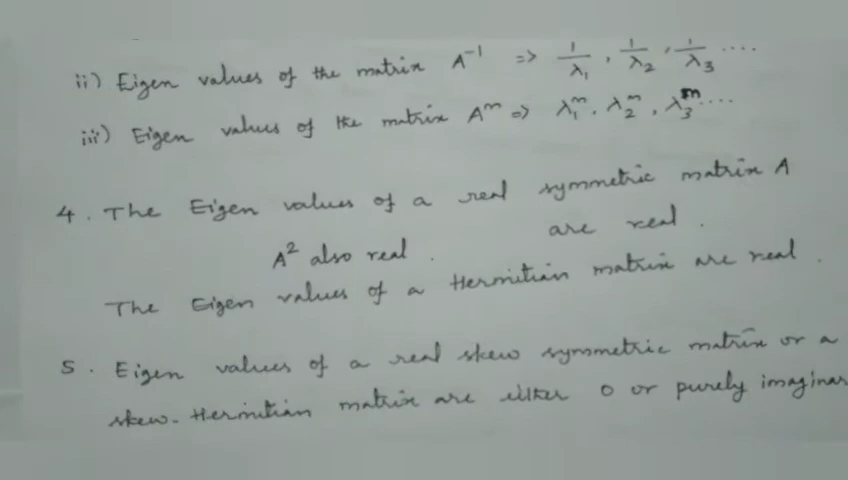 ii) Eigen values of the matrix A⁻¹ => 1/λ₁, 1/λ₂, 1/λ₃ ....
iii) Eigen values of the matrix Aᵐ => λ₁ᵐ, λ₂ᵐ, λ₃ᵐ ....
4. The Eigen values of a real symmetric matrix A
are real.
A² also real.
The Eigen values of a Hermitian matrix are real.
5. Eigen values of a real skew symmetric matrix or a
skew-Hermitian matrix are either 0 or purely imaginar